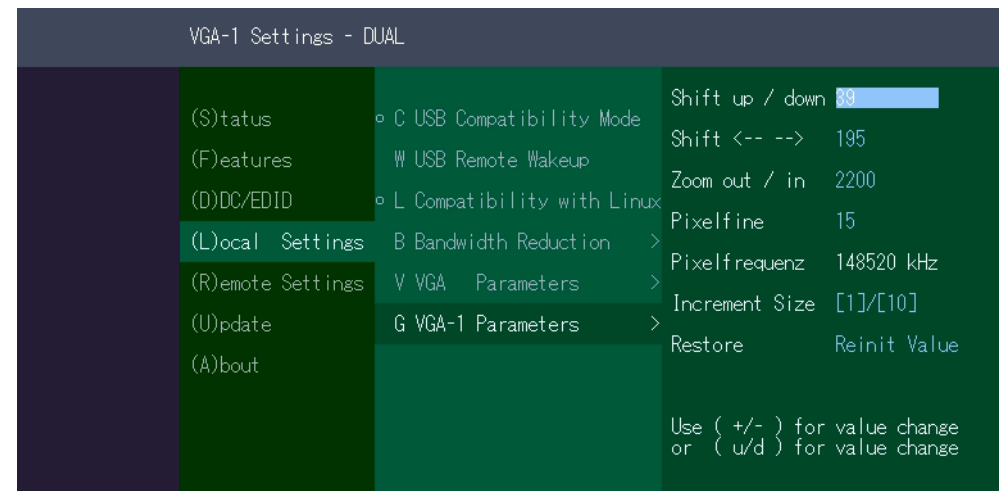 VGA-1 Settings - DUAL
(S)tatus
(F)eatures
(D)DC/EDID
(L)ocal Settings
(R)emote Settings
(U)pdate
(A)bout
C USB Compatibility Mode
W USB Remote Wakeup
L Compatibility with Linux
B Bandwidth Reduction >
V VGA Parameters >
G VGA-1 Parameters >
Shift up / down 39
Shift <-- --> 195
Zoom out / in 2200
Pixelfine 15
Pixelfrequenz 148520 kHz
Increment Size [1]/[10]
Restore Reinit Value
Use ( +/- ) for value change
or ( u/d ) for value change